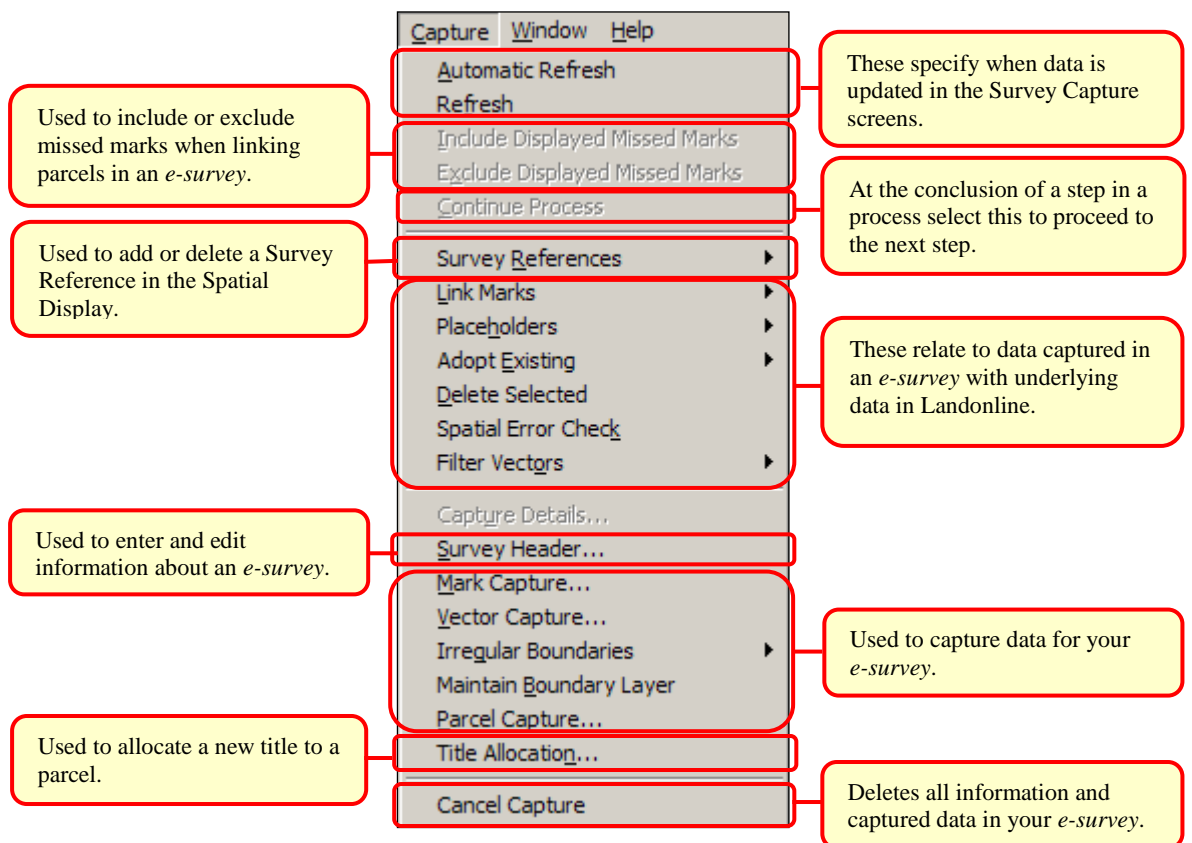 Capture Window Help
Automatic Refresh
Refresh
Include Displayed Missed Marks
Exclude Displayed Missed Marks
Continue Process
Survey References
Link Marks
Placeholders
Adopt Existing
Delete Selected
Spatial Error Check
Filter Vectors
Capture Details...
Survey Header...
Mark Capture...
Vector Capture...
Irregular Boundaries
Maintain Boundary Layer
Parcel Capture...
Title Allocation...
Cancel Capture
Used to include or exclude
missed marks when linking
parcels in an e-survey.
Used to add or delete a Survey
Reference in the Spatial
Display.
Used to enter and edit
information about an e-survey.
Used to allocate a new title to a
parcel.
These specify when data is
updated in the Survey Capture
screens.
At the conclusion of a step in a
process select this to proceed to
the next step.
These relate to data captured in
an e-survey with underlying
data in Landonline.
Used to capture data for your
e-survey.
Deletes all information and
captured data in your e-survey.